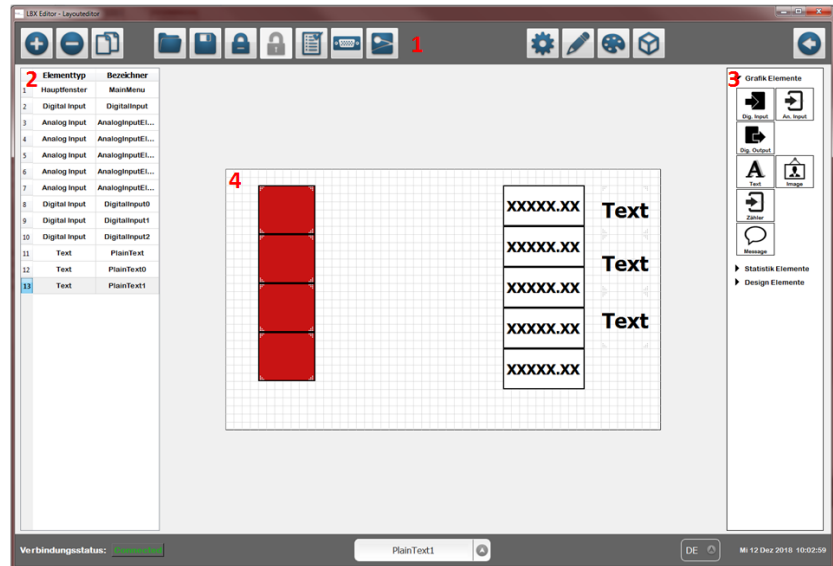 LBX Editor - Layouteditor
1
2 Elementtyp Bezeichner
1 Hauptfenster MainMenu
2 Digital Input DigitalInput
3 Analog Input AnalogInputEl...
4 Analog Input AnalogInputEl...
5 Analog Input AnalogInputEl...
6 Analog Input AnalogInputEl...
7 Analog Input AnalogInputEl...
8 Digital Input DigitalInput0
9 Digital Input DigitalInput1
10 Digital Input DigitalInput2
11 Text PlainText
12 Text PlainText0
13 Text PlainText1
4
XXXXX.XX Text
XXXXX.XX
Text
XXXXX.XX
XXXXX.XX Text
XXXXX.XX
3 Grafik Elemente
Dig. Input An. Input
Dig. Output
A
Text Image
Zähler
Message
Statistik Elemente
Design Elemente
Verbindungsstatus: Connected
PlainText1
DE
Mi 12 Dez 2018 10:02:59